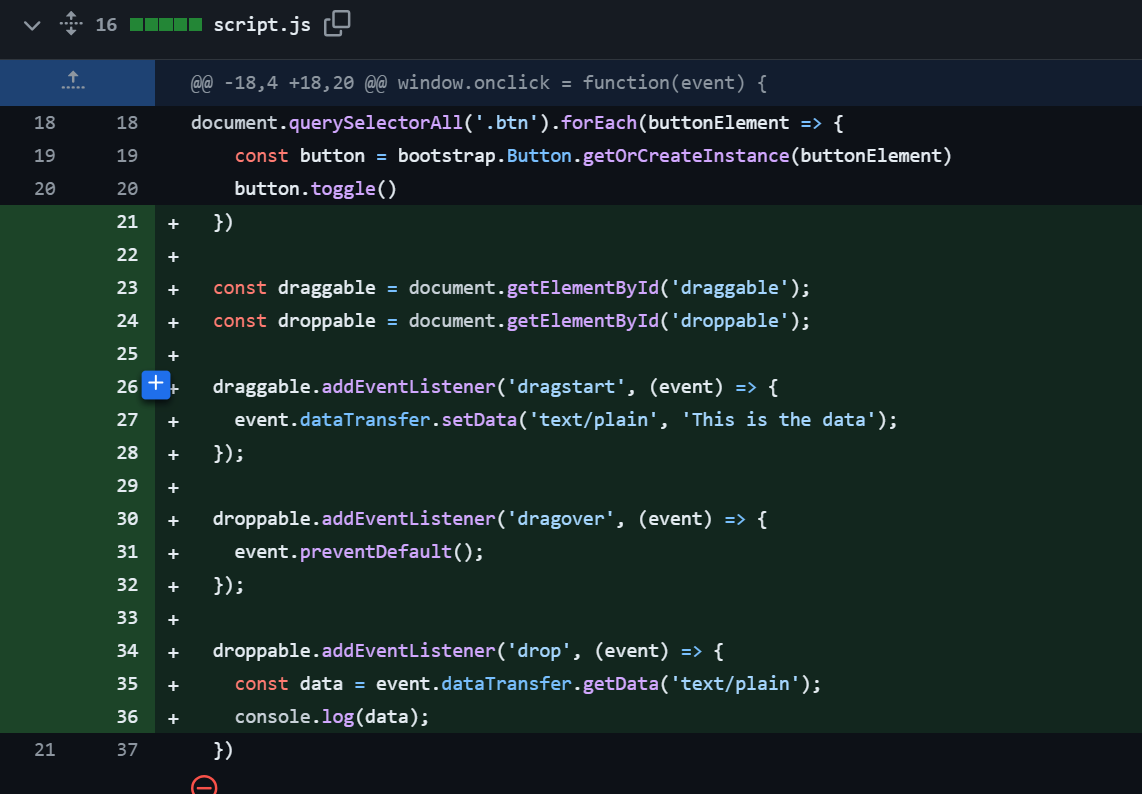 16 script.js
@@ -18,4 +18,20 @@ window.onclick = function(event) {
18 18 document.querySelectorAll('.btn').forEach(buttonElement => {
19 19     const button = bootstrap.Button.getOrCreateInstance(buttonElement)
20 20     button.toggle()
21 +   })
22 +
23 +   const draggable = document.getElementById('draggable');
24 +   const droppable = document.getElementById('droppable');
25 +
26 +   draggable.addEventListener('dragstart', (event) => {
27 +     event.dataTransfer.setData('text/plain', 'This is the data');
28 +   });
29 +
30 +   droppable.addEventListener('dragover', (event) => {
31 +     event.preventDefault();
32 +   });
33 +
34 +   droppable.addEventListener('drop', (event) => {
35 +     const data = event.dataTransfer.getData('text/plain');
36 +     console.log(data);
21 37   })